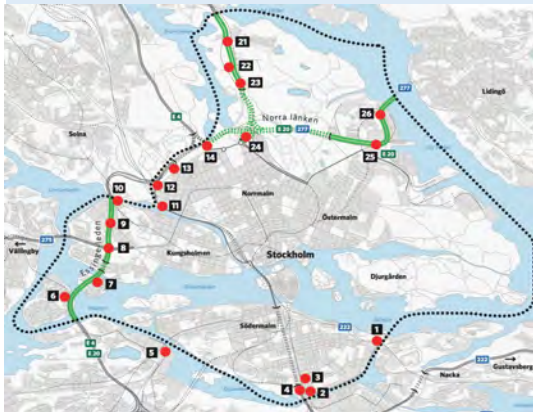 21
277
22
23
26
Lidingö
Norra länken
E 4
Solna
E 20
277
14
24
25
E 20
13
12
10
11
Norrmalm
9
Östermalm
275
Essingeleden
8
Kungsholmen
Vällingby
Stockholm
7
Djurgården
6
222
1
Södermalm
E 4
5
E 20
3
222
Nacka
Gustavsberg
4
2